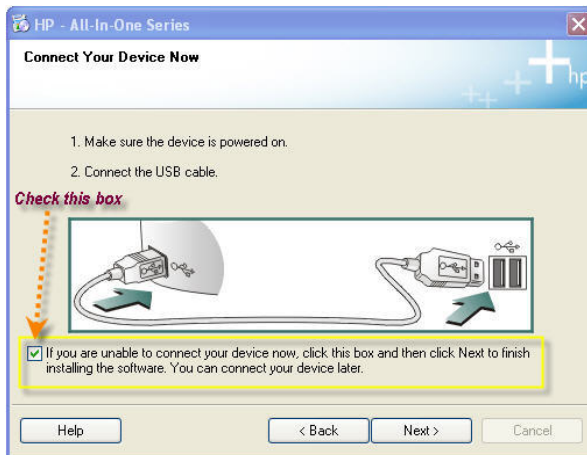 HP - All-In-One Series
Connect Your Device Now
hp
1. Make sure the device is powered on.
2. Connect the USB cable.
Check this box
If you are unable to connect your device now, click this box and then click Next to finish
installing the software. You can connect your device later.
Help
< Back
Next >
Cancel